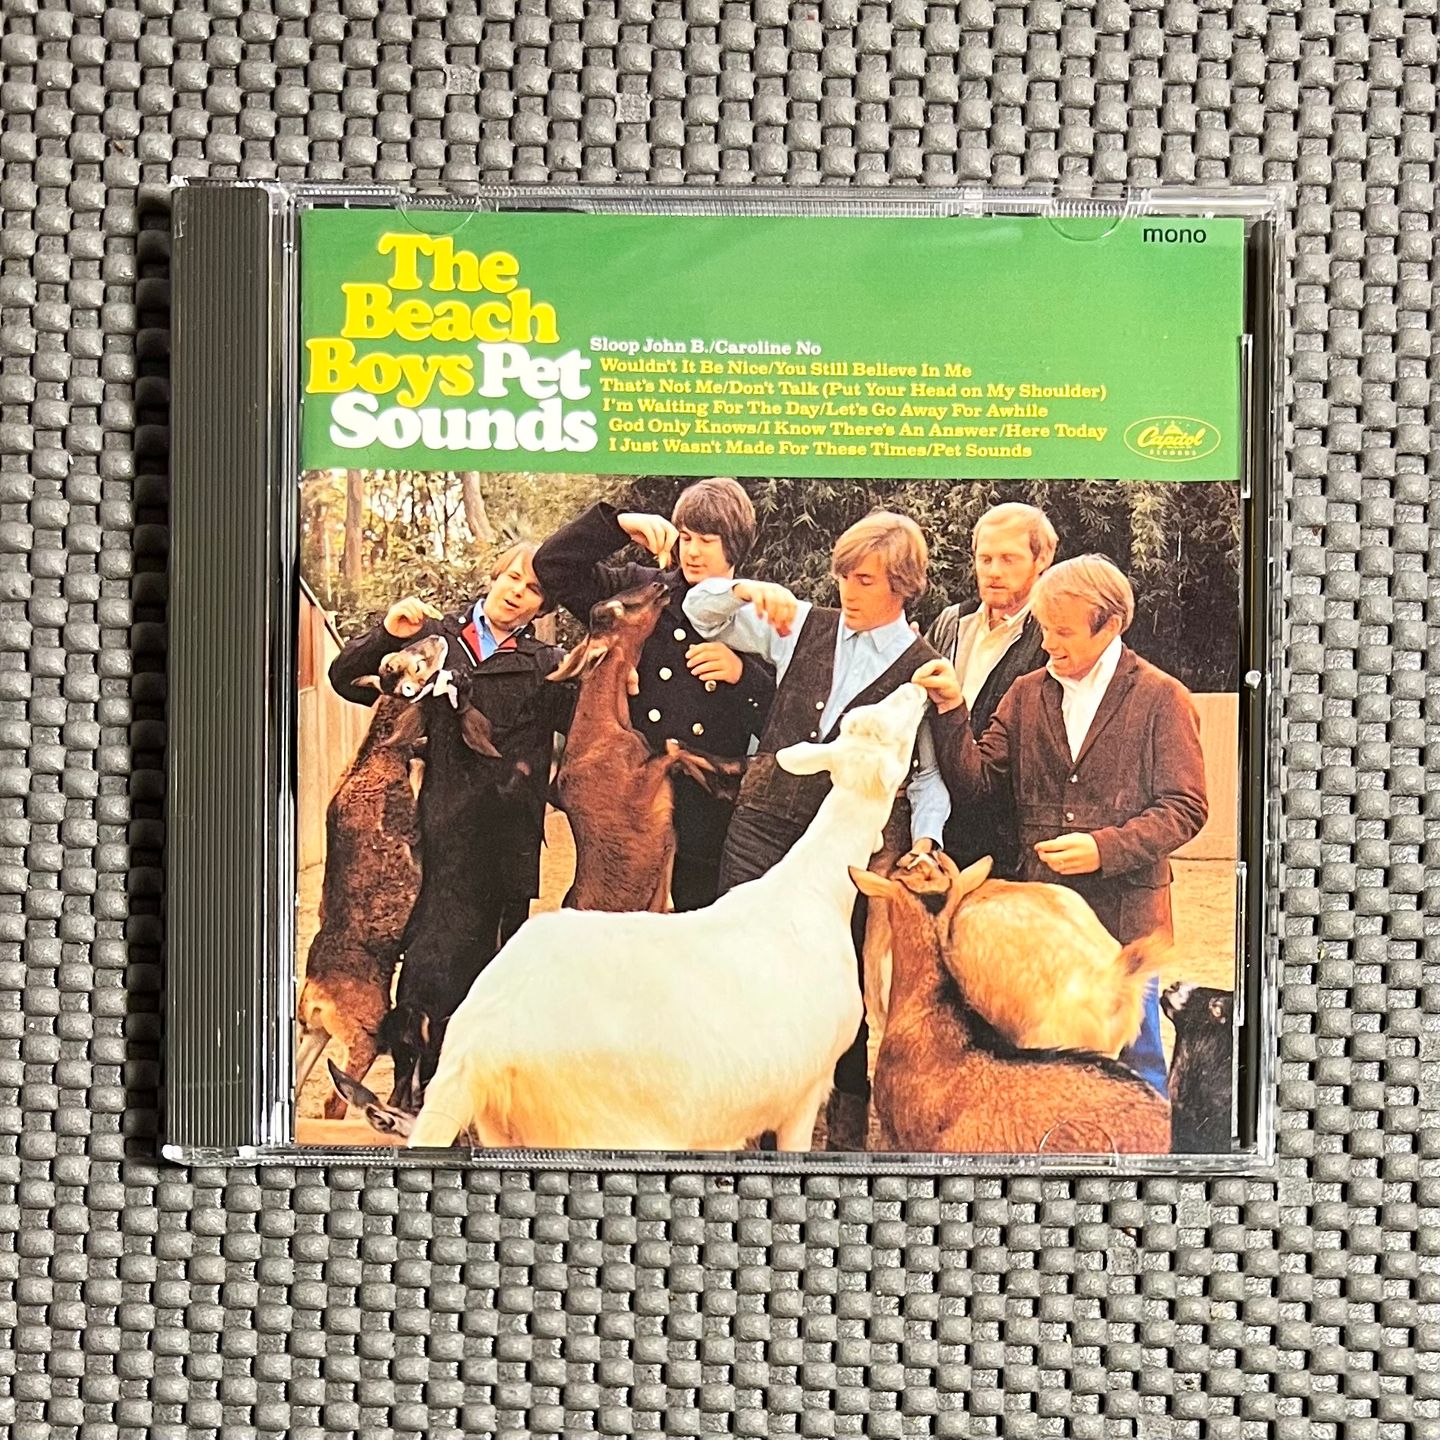 mono
The
Beach
Boys Pet
Sounds
Sloop John B./Caroline No
Wouldn't It Be Nice/You Still Believe In Me
That's Not Me/Don't Talk (Put Your Head on My Shoulder)
I'm Waiting For The Day/Let's Go Away For Awhile
God Only Knows/I Know There's An Answer/Here Today
I Just Wasn't Made For These Times/Pet Sounds
Capitol
RECORDS